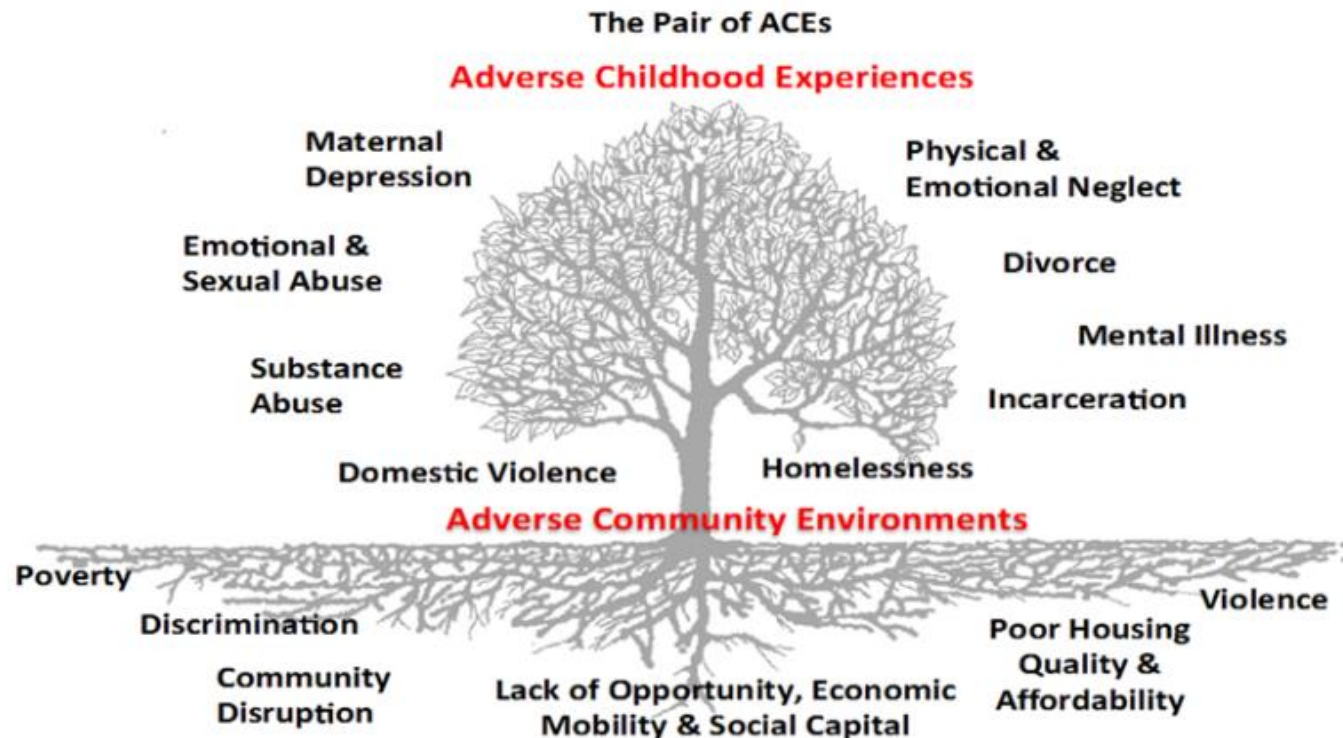 The Pair of ACEs
Adverse Childhood Experiences
Maternal
Depression
Physical &
Emotional Neglect
Emotional &
Sexual Abuse
Divorce
Mental Illness
Substance
Abuse
Incarceration
Domestic Violence
Homelessness
Adverse Community Environments
Poverty
Violence
Discrimination
Poor Housing
Quality &
Affordability
Community
Disruption
Lack of Opportunity, Economic
Mobility & Social Capital